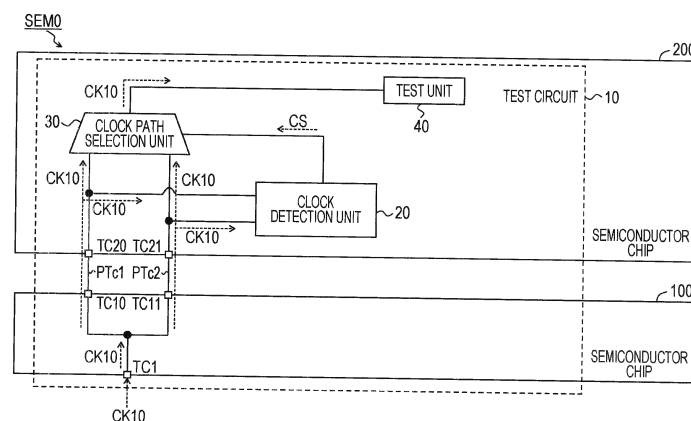 SEM0
200
CK10
TEST UNIT
40
TEST CIRCUIT
10
30
CLOCK PATH
SELECTION UNIT
CS
CK10
CK10
CK10
CLOCK
DETECTION UNIT
20
CK10
TC20 TC21
SEMICONDUCTOR
CHIP
PTc1 PTc2
TC10 TC11
100
CK10
TC1
SEMICONDUCTOR
CHIP
CK10